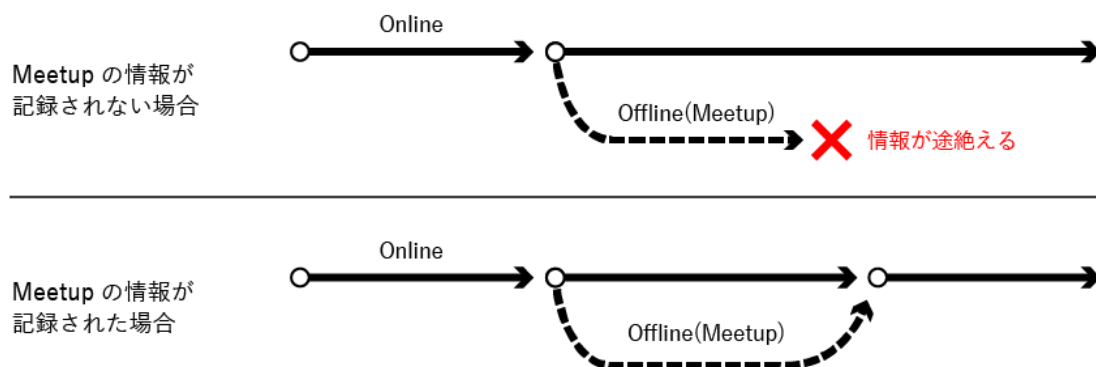 Online
Meetup の情報が
記録されない場合
Offline(Meetup)
情報が途絶える
Online
Meetup の情報が
記録された場合
Offline(Meetup)